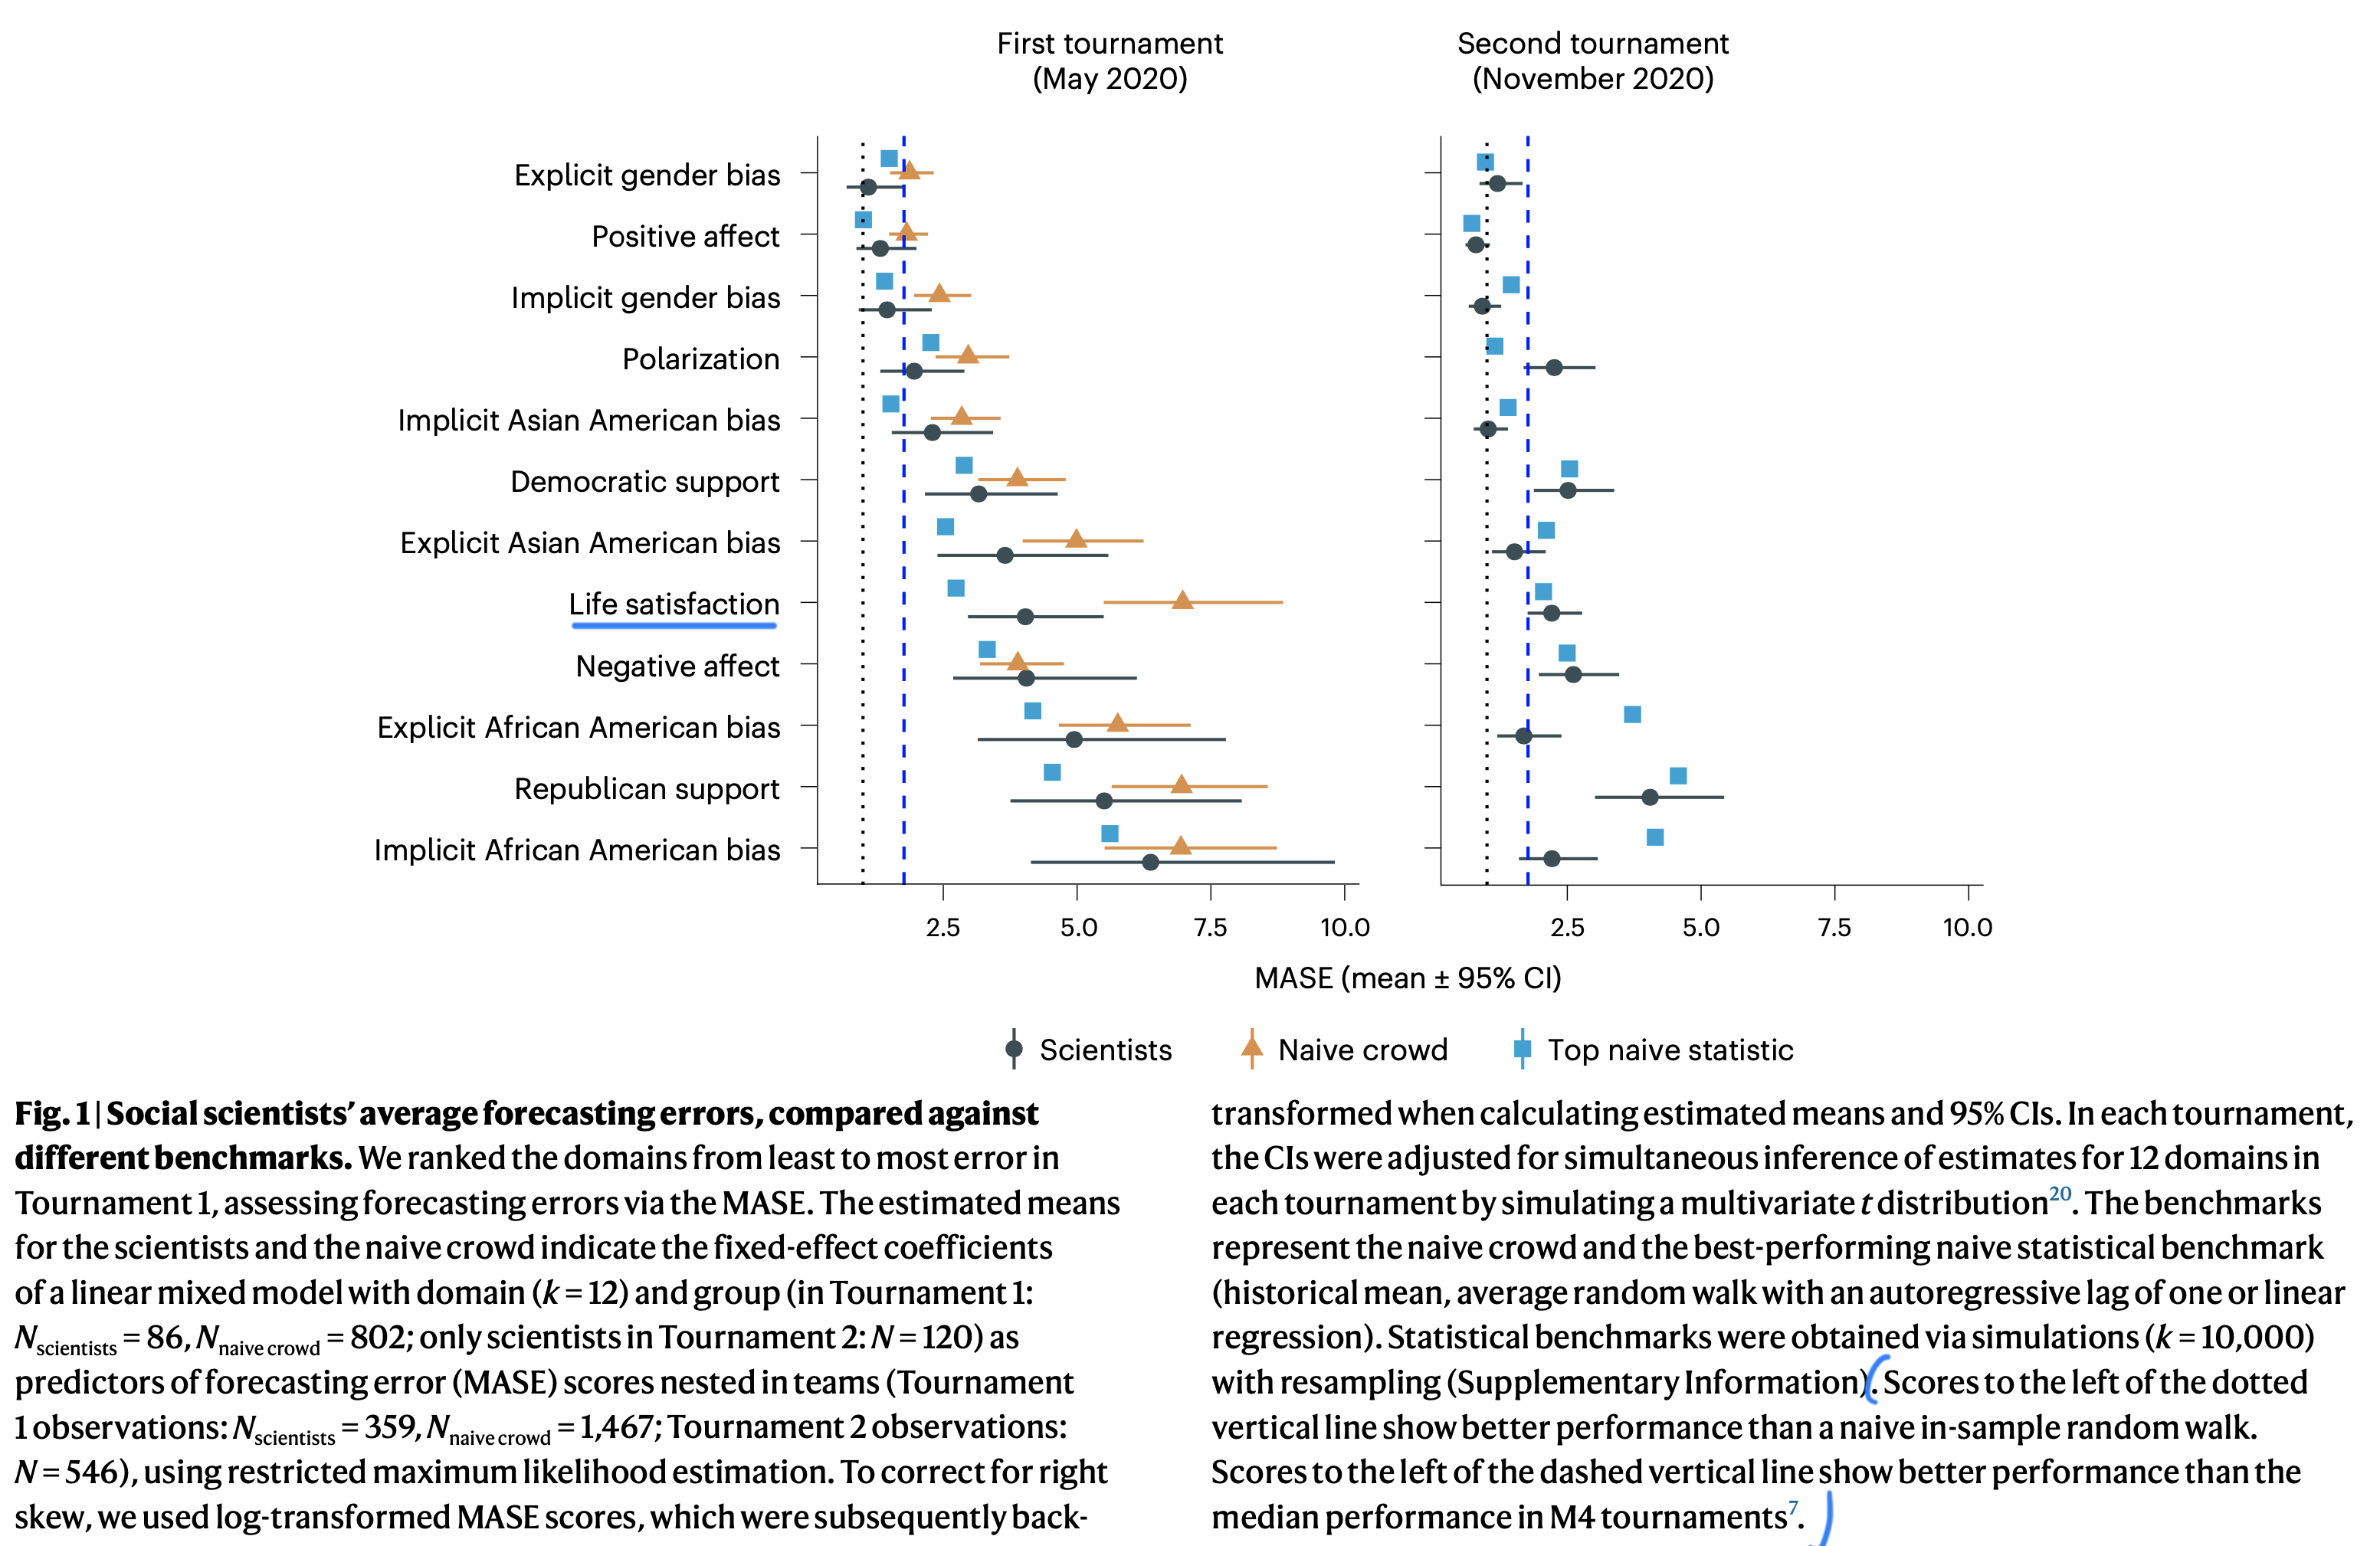 First tournament
(May 2020)
Second tournament
(November 2020)
Explicit gender bias
Positive affect
Implicit gender bias
Polarization
Implicit Asian American bias
Democratic support
Explicit Asian American bias
Life satisfaction
Negative affect
Explicit African American bias
Republican support
Implicit African American bias
2.5 5.0 7.5 10.0
2.5 5.0 7.5 10.0
MASE (mean ± 95% CI)
Scientists Naive crowd Top naive statistic
Fig. 1 | Social scientists’ average forecasting errors, compared against
different benchmarks. We ranked the domains from least to most error in
Tournament 1, assessing forecasting errors via the MASE. The estimated means
for the scientists and the naive crowd indicate the fixed-effect coefficients
of a linear mixed model with domain (k = 12) and group (in Tournament 1:
Nscientists = 86, Nnaive crowd = 802; only scientists in Tournament 2: N = 120) as
predictors of forecasting error (MASE) scores nested in teams (Tournament
1 observations: Nscientists = 359, Nnaive crowd = 1,467; Tournament 2 observations:
N = 546), using restricted maximum likelihood estimation. To correct for right
skew, we used log-transformed MASE scores, which were subsequently back-
transformed when calculating estimated means and 95% CIs. In each tournament,
the CIs were adjusted for simultaneous inference of estimates for 12 domains in
each tournament by simulating a multivariate t distribution20. The benchmarks
represent the naive crowd and the best-performing naive statistical benchmark
(historical mean, average random walk with an autoregressive lag of one or linear
regression). Statistical benchmarks were obtained via simulations (k = 10,000)
with resampling (Supplementary Information). Scores to the left of the dotted
vertical line show better performance than a naive in-sample random walk.
Scores to the left of the dashed vertical line show better performance than the
median performance in M4 tournaments7.